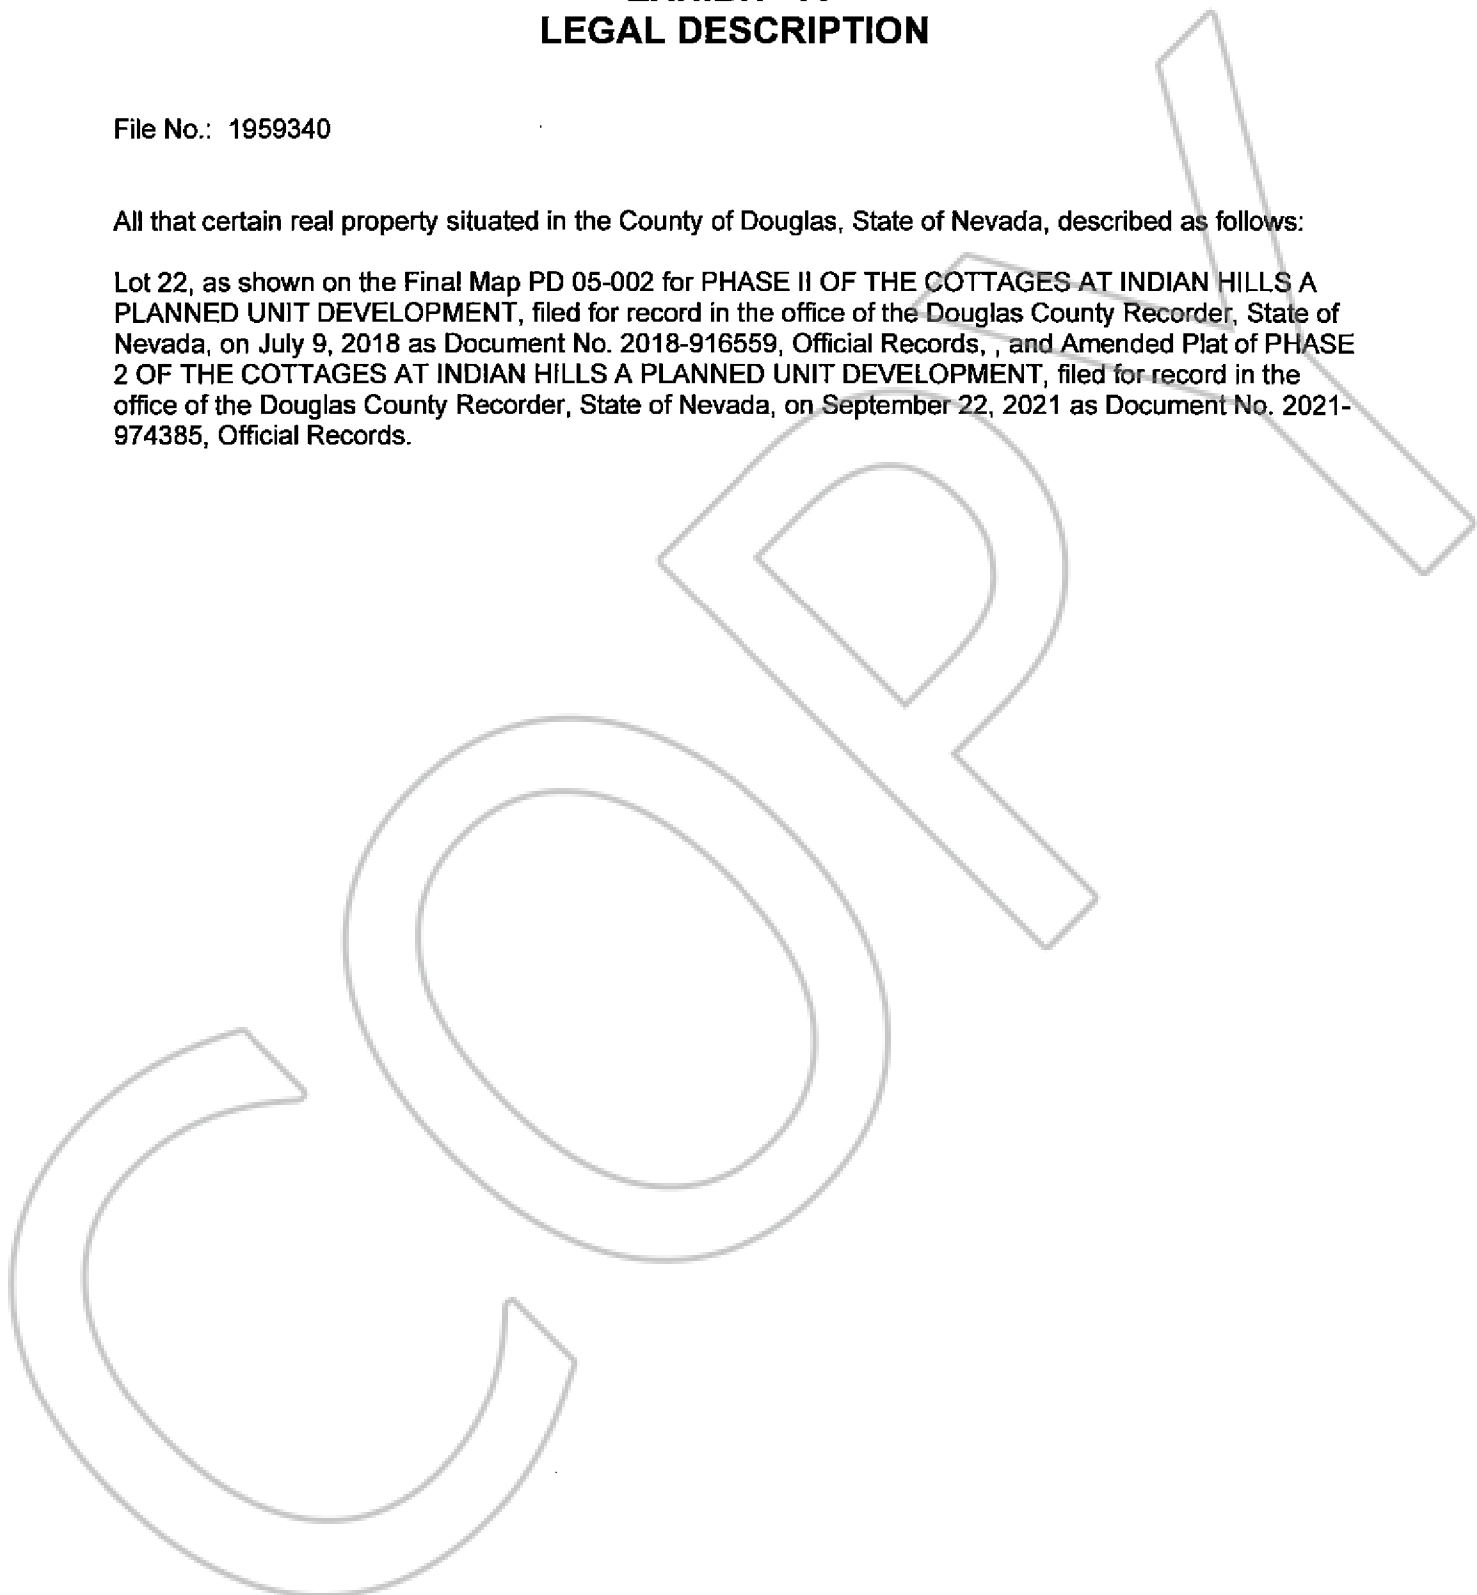 LEGAL DESCRIPTION
File No.: 1959340
All that certain real property situated in the County of Douglas, State of Nevada, described as follows:
Lot 22, as shown on the Final Map PD 05-002 for PHASE II OF THE COTTAGES AT INDIAN HILLS A
PLANNED UNIT DEVELOPMENT, filed for record in the office of the Douglas County Recorder, State of
Nevada, on July 9, 2018 as Document No. 2018-916559, Official Records, , and Amended Plat of PHASE
2 OF THE COTTAGES AT INDIAN HILLS A PLANNED UNIT DEVELOPMENT, filed for record in the
office of the Douglas County Recorder, State of Nevada, on September 22, 2021 as Document No. 2021-
974385, Official Records.
COPY